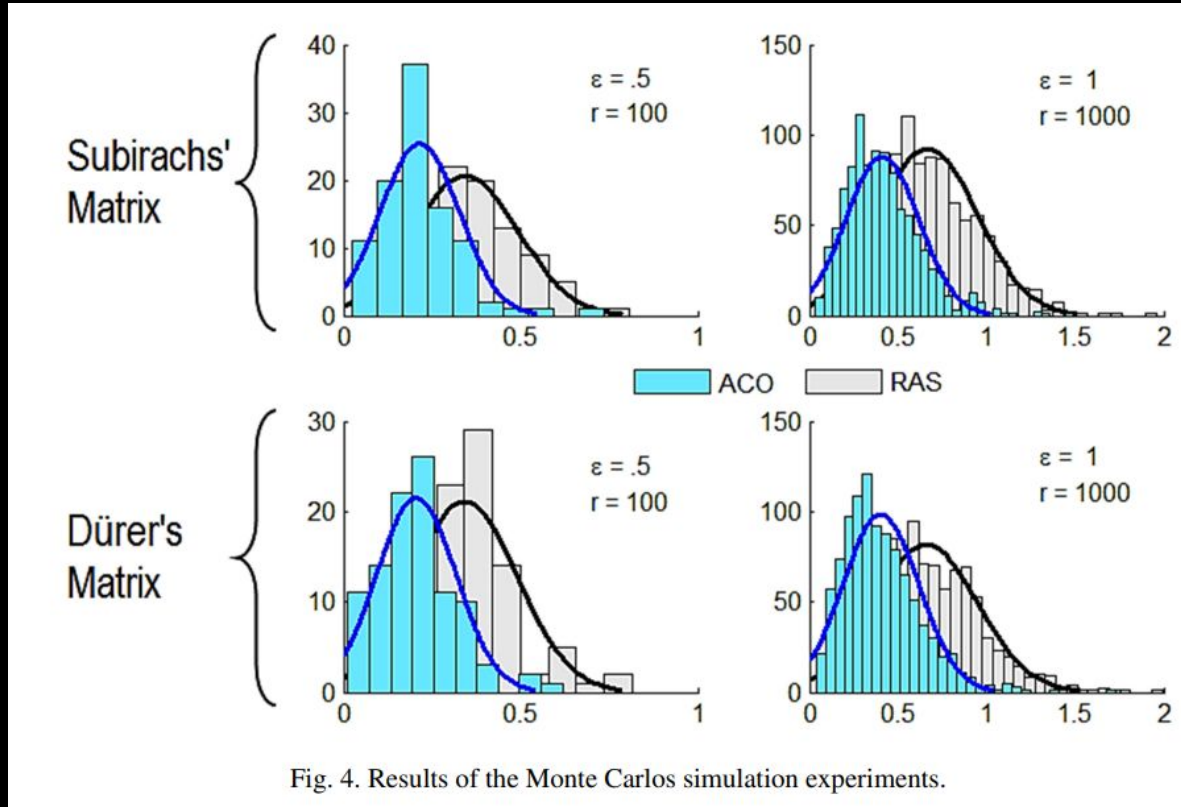 Subirachs'
Matrix
40
30
20
10
0
0
0.5
1
ε = .5
r = 100
150
100
50
0
0
0.5
1
1.5
2
ε = 1
r = 1000
ACO
RAS
Dürer's
Matrix
30
20
10
0
0
0.5
1
ε = .5
r = 100
150
100
50
0
0
0.5
1
1.5
2
ε = 1
r = 1000
Fig. 4. Results of the Monte Carlos simulation experiments.